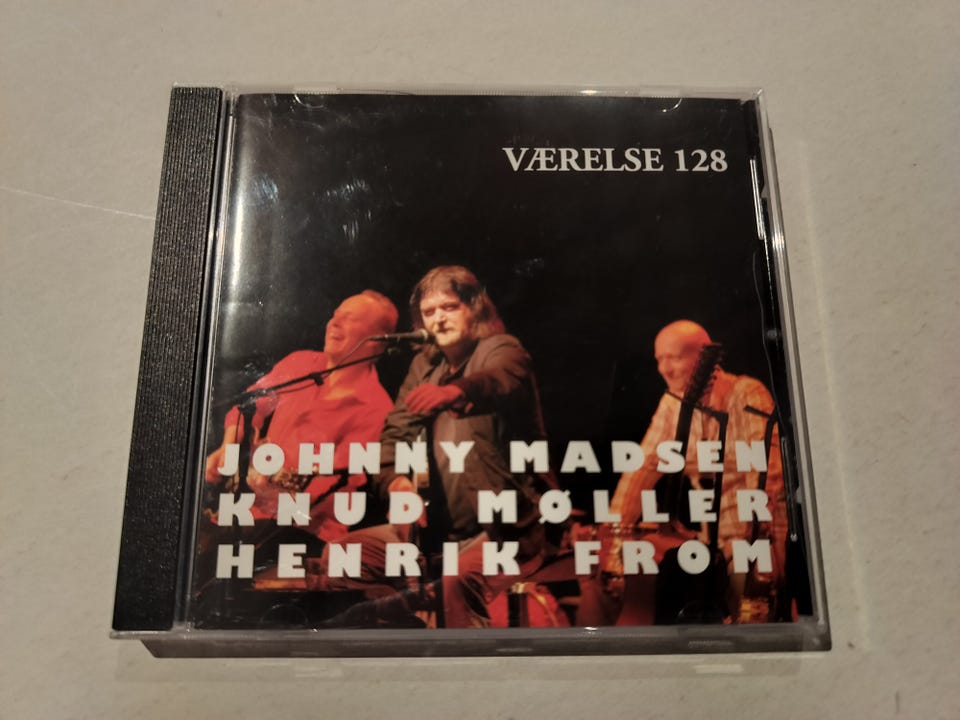 VÆRELSE 128
JOHNNY MADSEN
KNUD MØLLER
HENRIK FROM